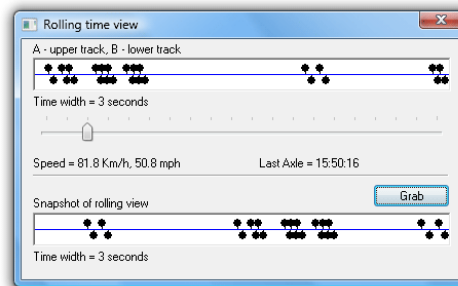 Rolling time view
A - upper track, B - lower track
Time width = 3 seconds
Speed = 81.8 Km/h, 50.8 mph Last Axle = 15:50:16
Grab
Snapshot of rolling view
Time width = 3 seconds